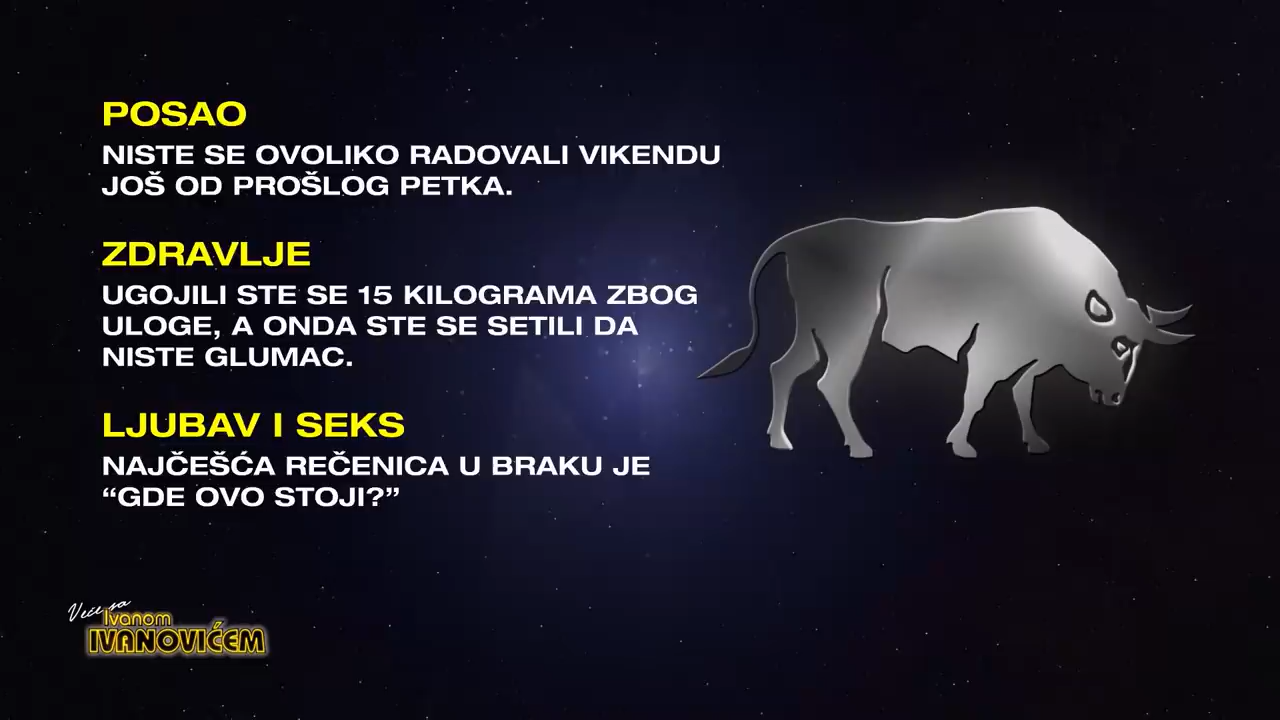 POSAO
NISTE SE OVOLIKO RADOVALI VIKENDU
JOŠ OD PROŠLOG PETKA.
ZDRAVLJE
UGOJILI STE SE 15 KILOGRAMA ZBOG
ULOGE, A ONDA STE SE SETILI DA
NISTE GLUMAC.
LJUBAV I SEKS
NAJČEŠĆA REČENICA U BRAKU JE
“GDE OVO STOJI?”
Veče sa
Ivanom
IVANOVIĆEM